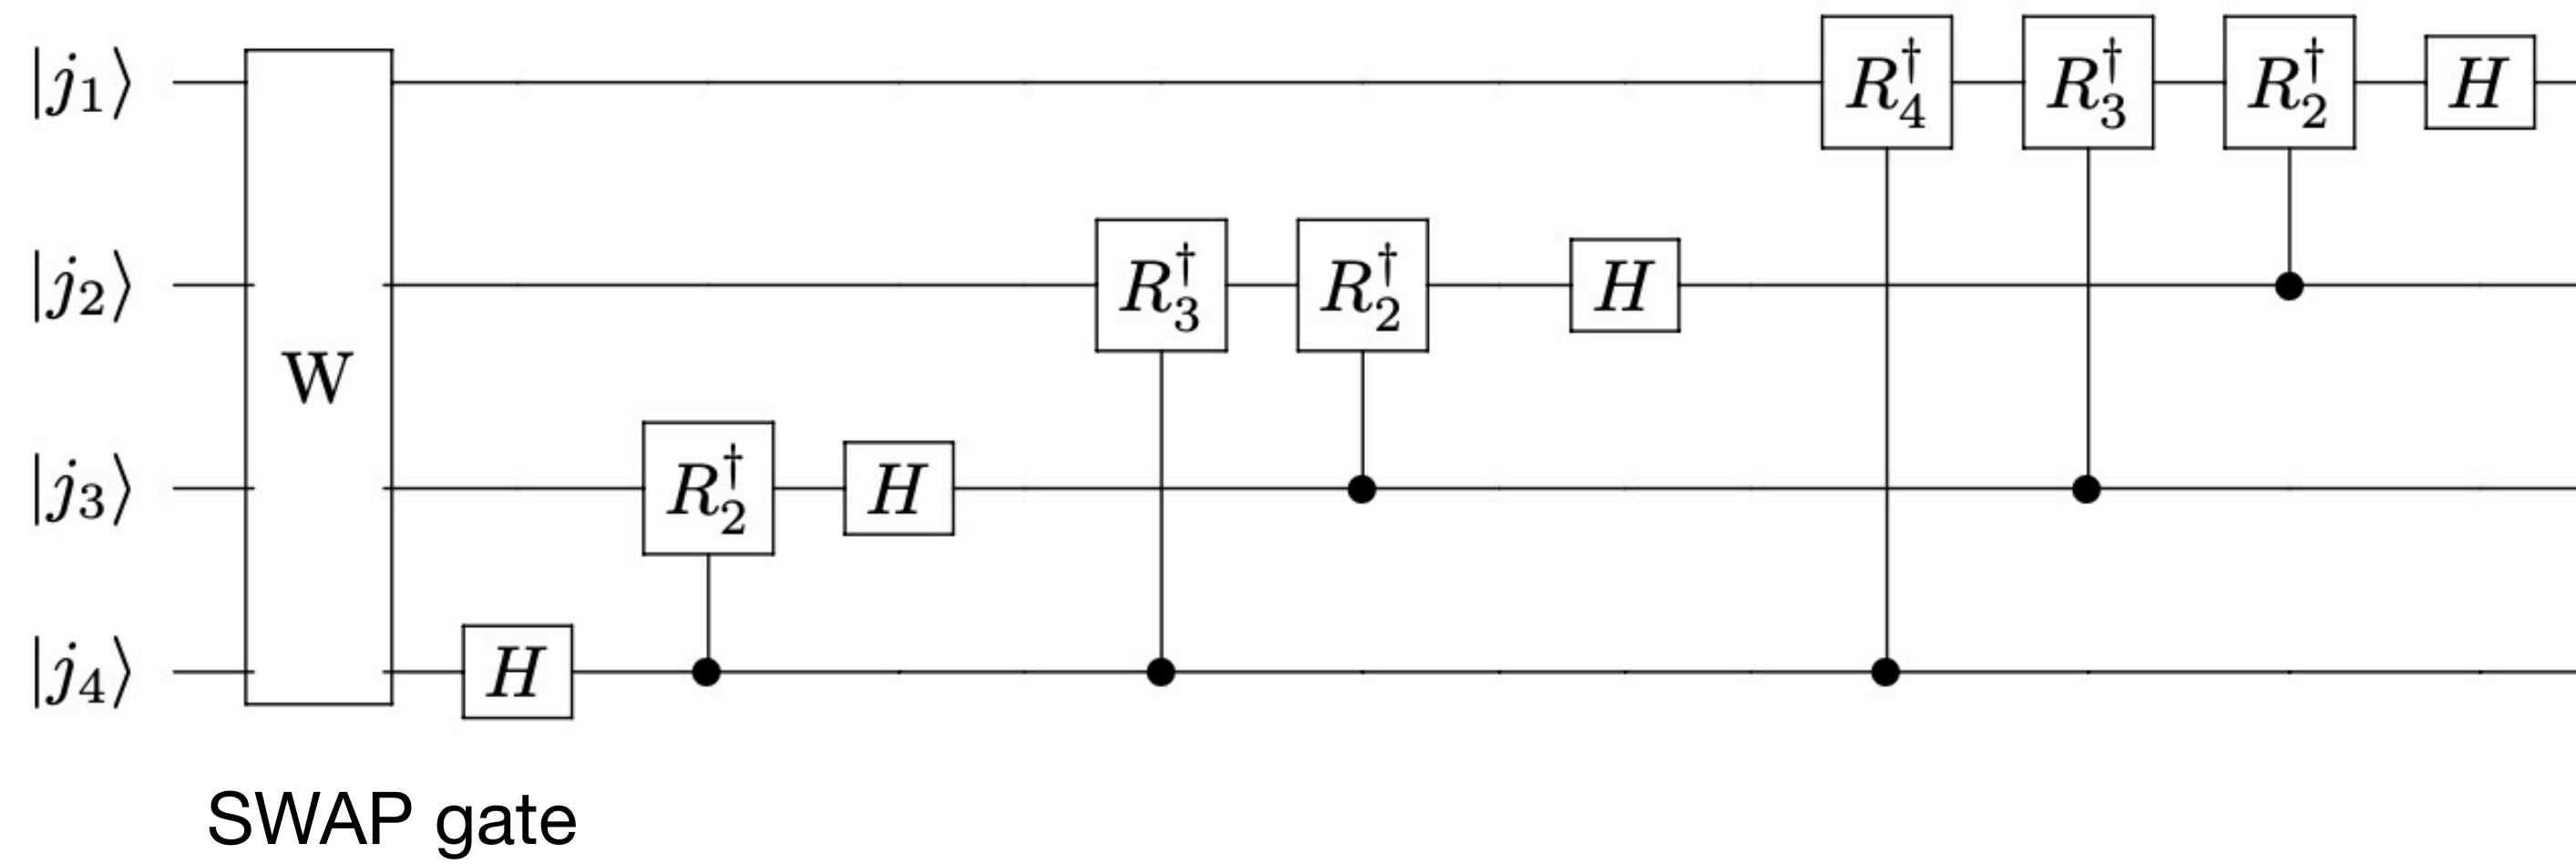 |j₁⟩ R₄† R₃† R₂† H
|j₂⟩ R₃† R₂† H
W
|j₃⟩ R₂† H
|j₄⟩ H
SWAP gate